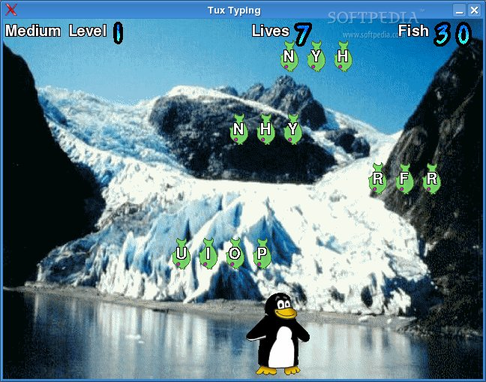 Tux Typing
SOFTPEDIA
www.softpedia.com
Medium Level 1 Lives 7 Fish 30
N Y H
N H Y
R F R
U I O P